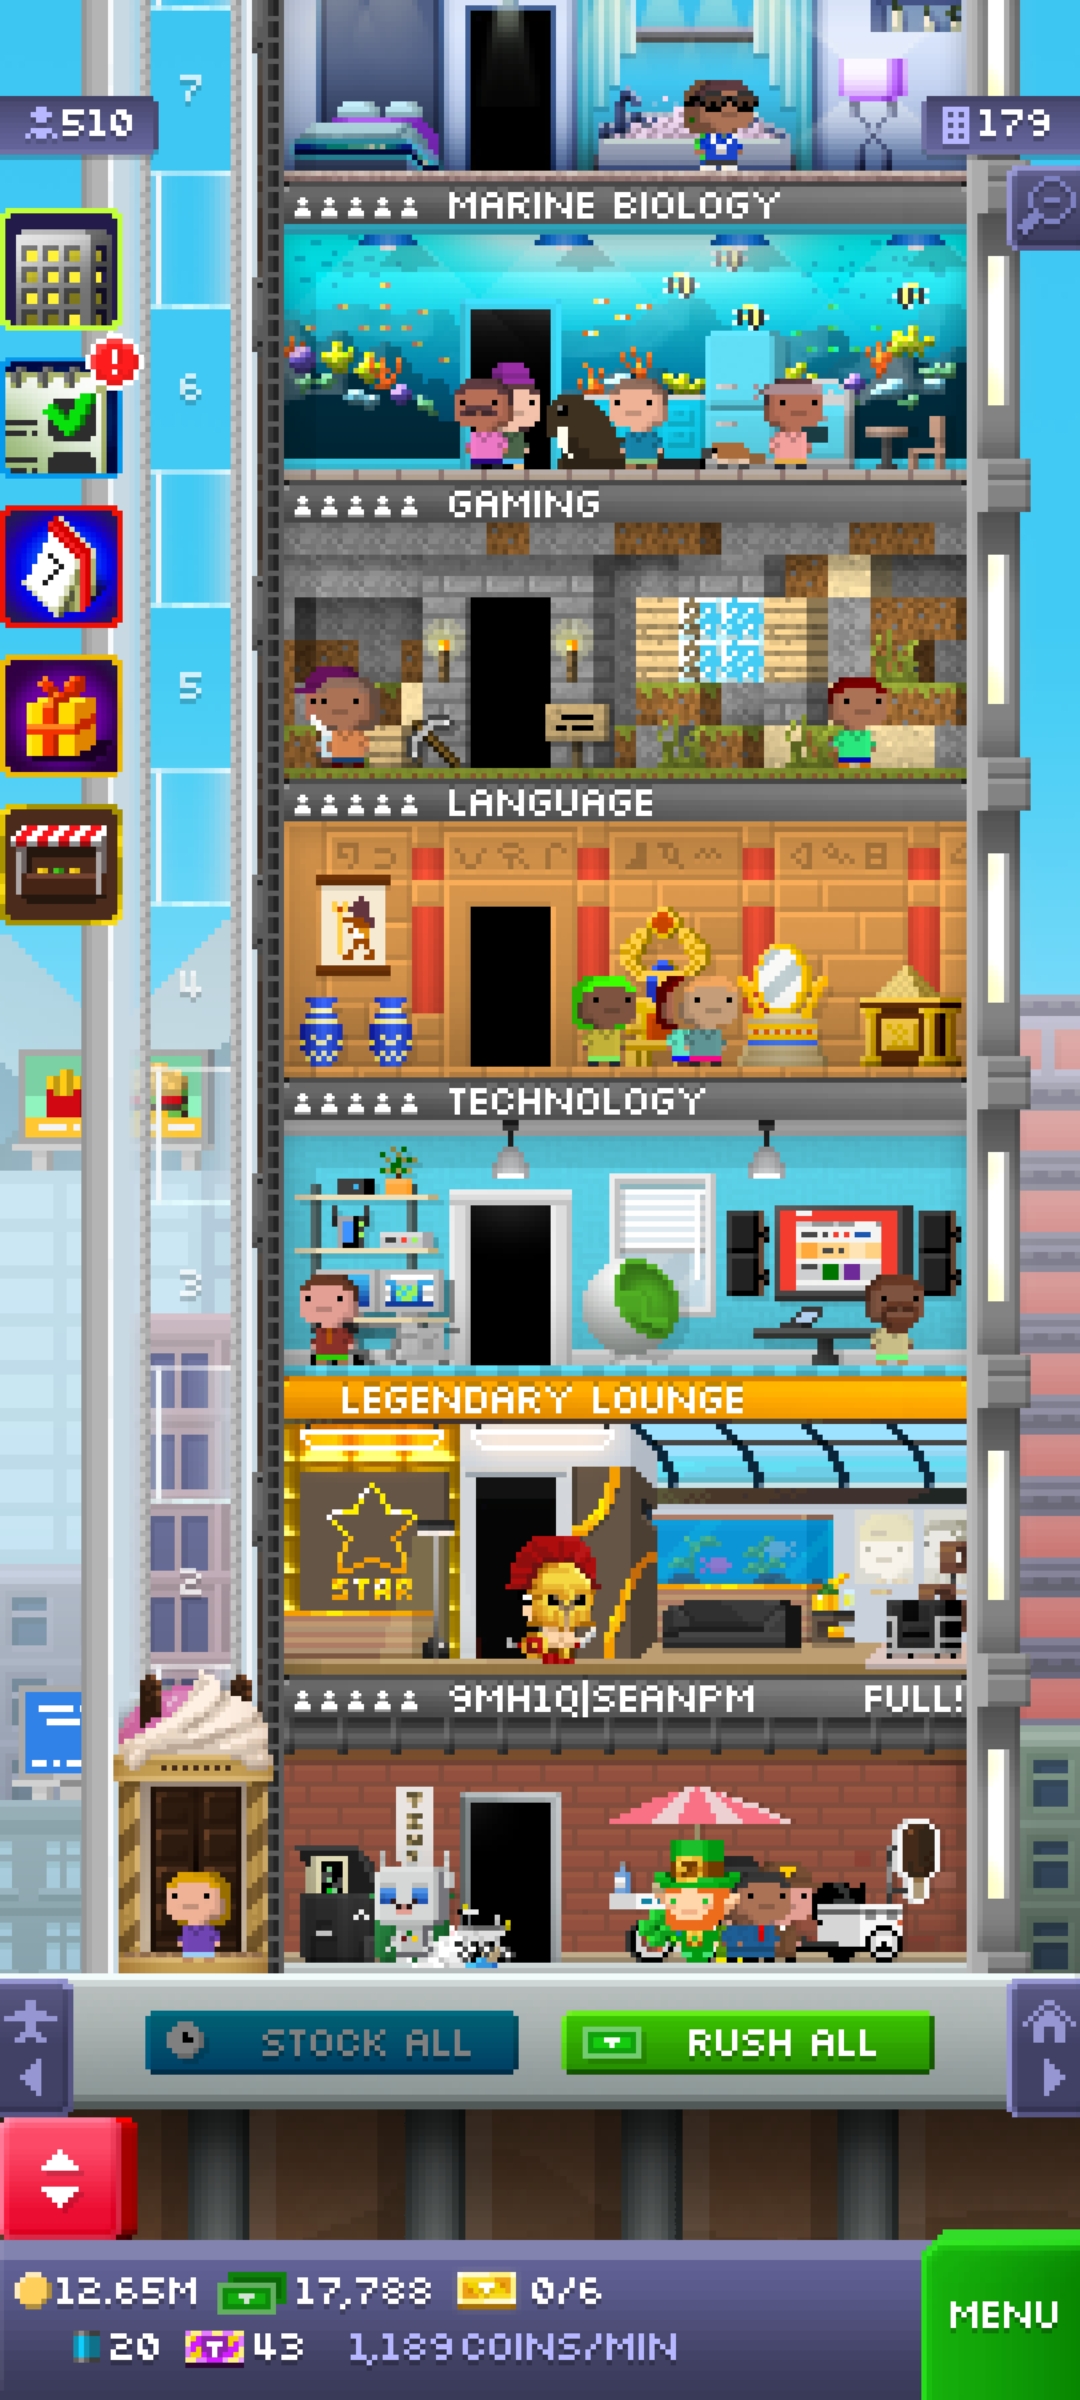 7
510
179
MARINE BIOLOGY
6
GAMING
5
LANGUAGE
4
TECHNOLOGY
3
LEGENDARY LOUNGE
STAR
2
9MH1Q|SEANPM FULL!
TINY
STOCK ALL
RUSH ALL
12.65M 17,788 0/6
MENU
20 43 1,189 COINS/MIN